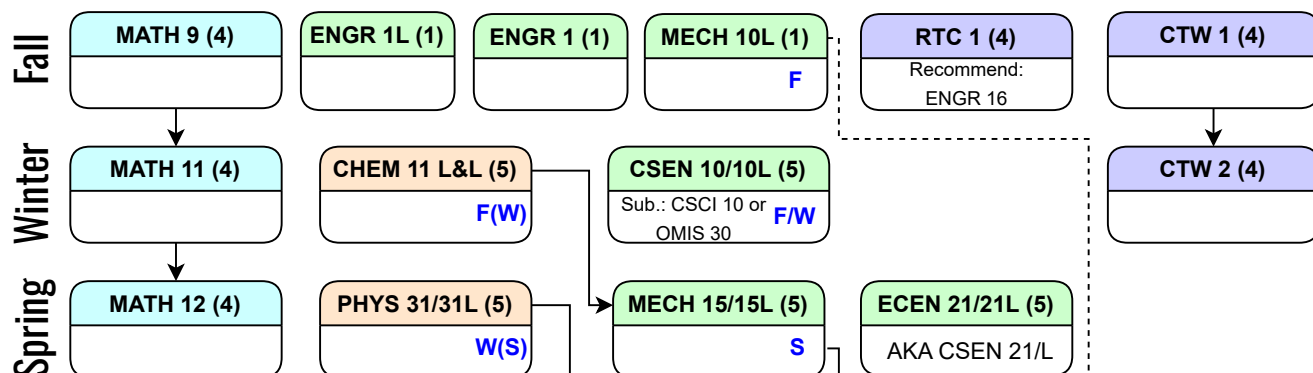 Fall
MATH 9 (4)
ENGR 1L (1)
ENGR 1 (1)
MECH 10L (1)
F
RTC 1 (4)
Recommend:
ENGR 16
CTW 1 (4)
Winter
MATH 11 (4)
CHEM 11 L&L (5)
F(W)
CSEN 10/10L (5)
Sub.: CSCI 10 or
OMIS 30
F/W
CTW 2 (4)
Spring
MATH 12 (4)
PHYS 31/31L (5)
W(S)
MECH 15/15L (5)
S
ECEN 21/21L (5)
AKA CSEN 21/L